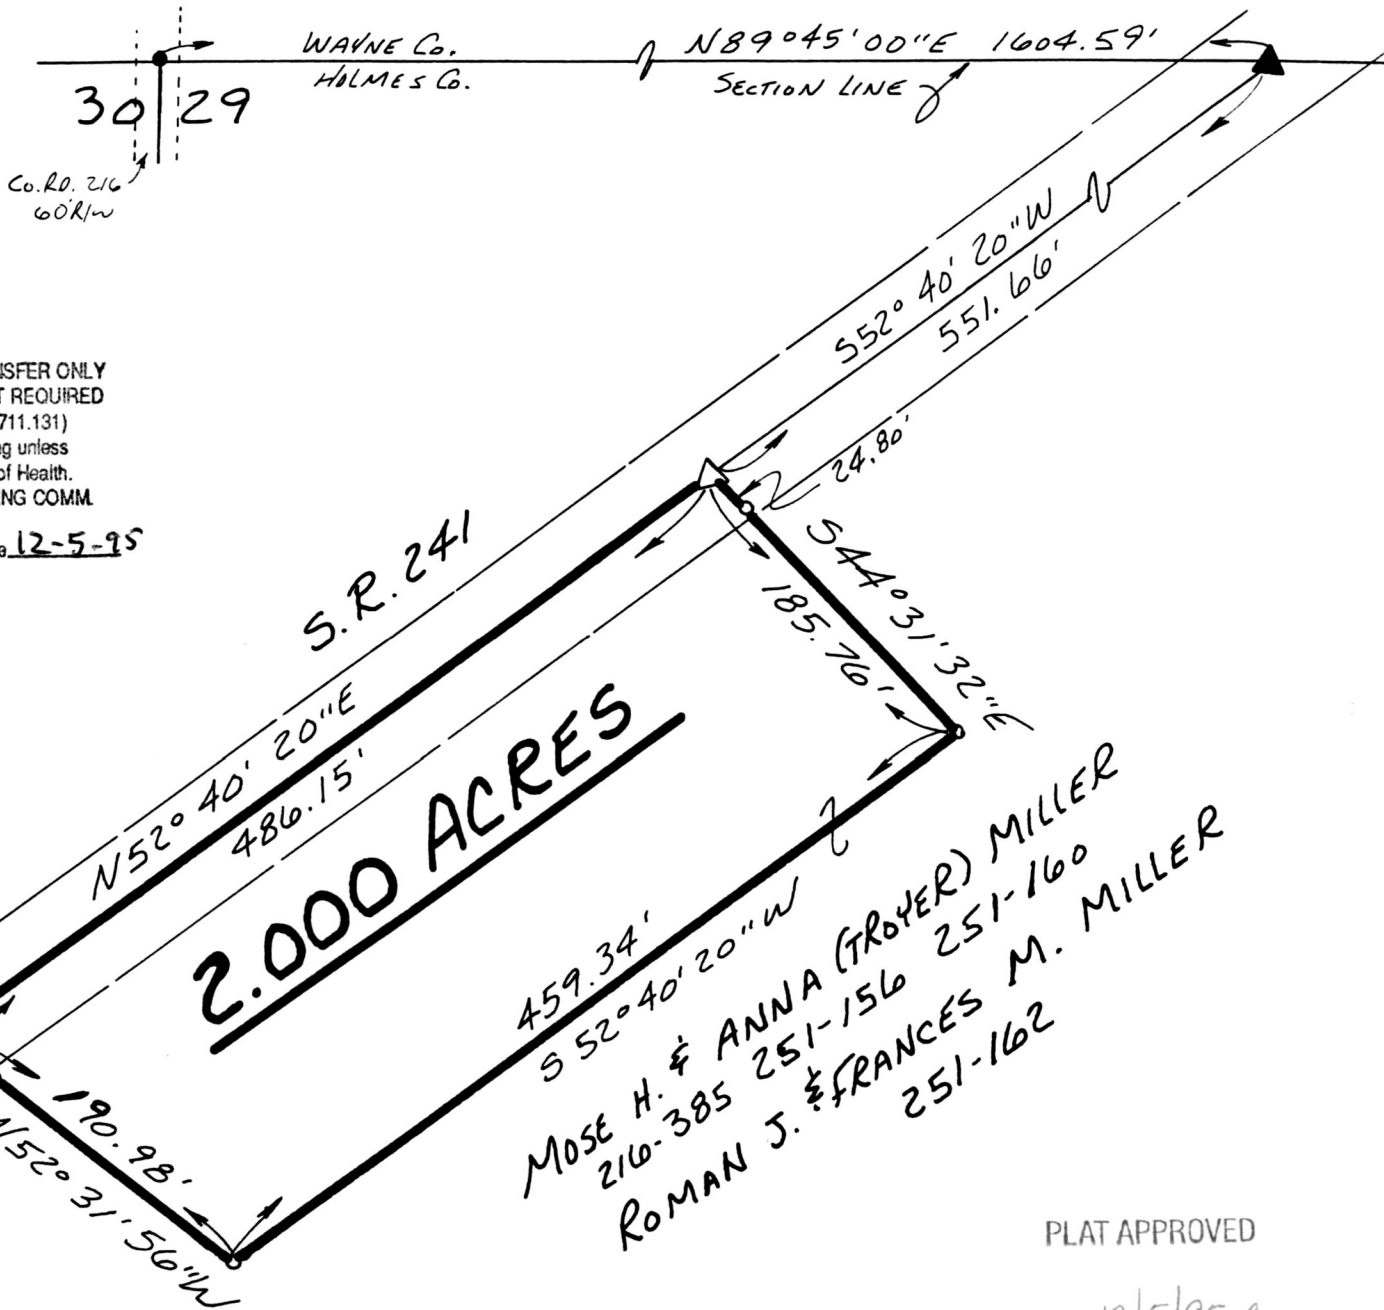 WAYNE Co.
HOLMES Co.
N89°45'00"E 1604.59'
SECTION LINE
30 29
Co.RD. 216
60'R/W
S52° 40' 20"W
551.66'
SFER ONLY
T REQUIRED
711.131)
g unless
of Health.
NG COMM.
12-5-95
24.80'
S.R. 241
S44°31'32"E
185.76'
N52° 40' 20"E
486.15'
2.000 ACRES
459.34'
S 52° 40' 20" W
MOSE H. & ANNA (TROYER) MILLER
216-385 251-156 251-160
ROMAN J. & FRANCES M. MILLER
251-162
190.98'
N52° 31' 56"W
PLAT APPROVED